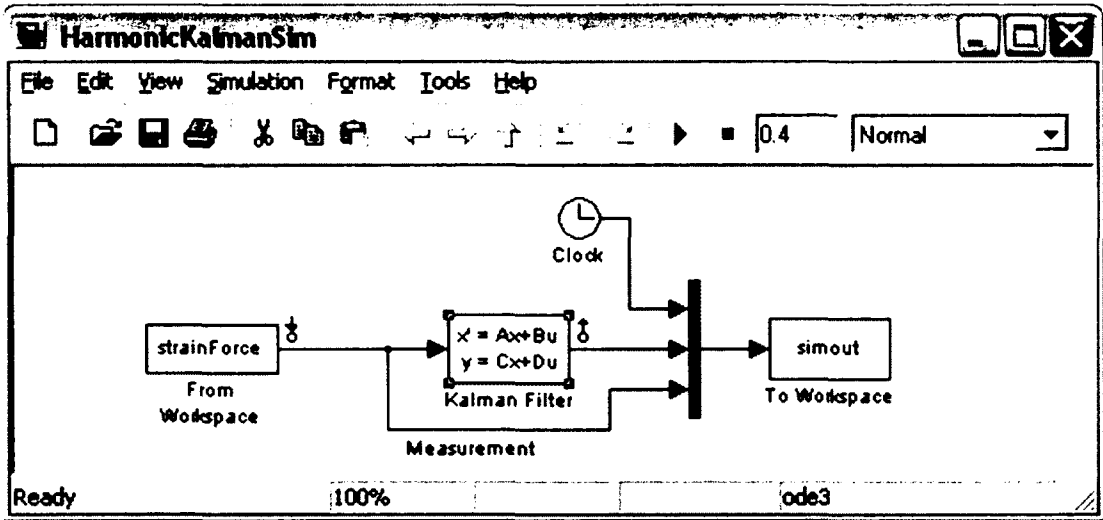 HarmonicKalmanSim
File Edit View Simulation Format Tools Help
0.4 Normal
Clock
strainForce
From
Workspace
x' = Ax+Bu
y = Cx+Du
Kalman Filter
Measurement
simout
To Workspace
Ready 100% ode3